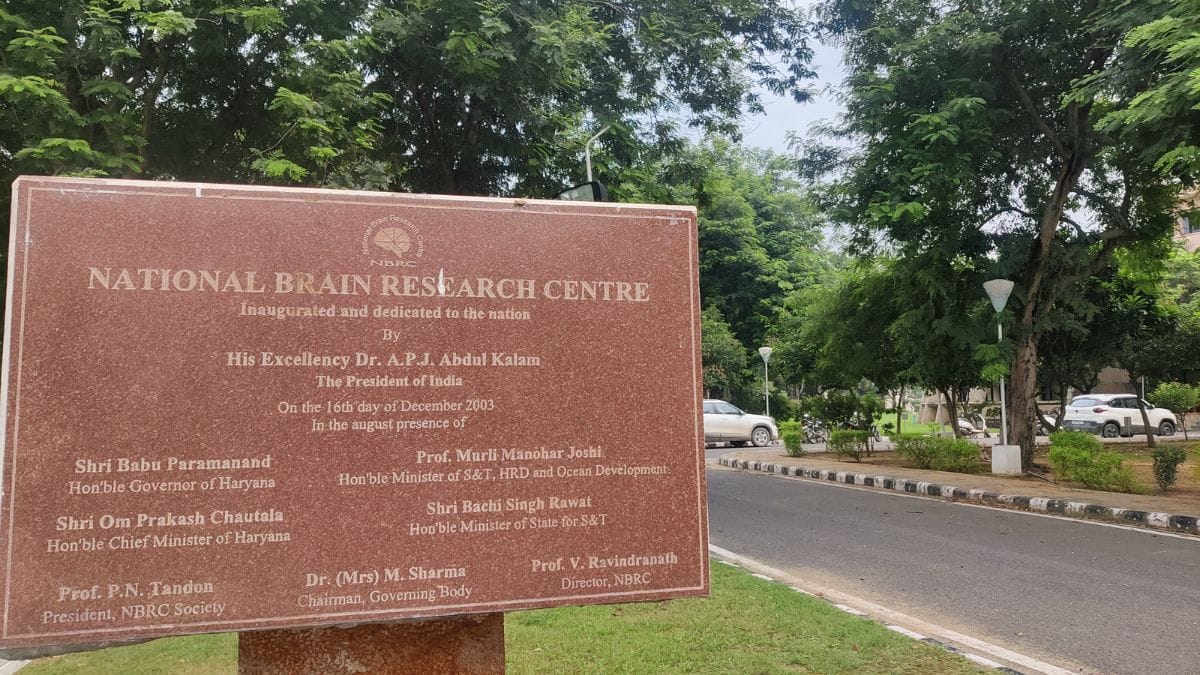 National Brain Research Centre
NBRC
NATIONAL BRAIN RESEARCH CENTRE
Inaugurated and dedicated to the nation
By
His Excellency Dr. A.P.J. Abdul Kalam
The President of India
On the 16th day of December 2003
In the august presence of
Shri Babu Paramanand
Hon'ble Governor of Haryana
Prof. Murli Manohar Joshi
Hon'ble Minister of S&T, HRD and Ocean Development
Shri Om Prakash Chautala
Hon'ble Chief Minister of Haryana
Shri Bachi Singh Rawat
Hon'ble Minister of State for S&T
Prof. P.N. Tandon
President, NBRC Society
Dr. (Mrs) M. Sharma
Chairman, Governing Body
Prof. V. Ravindranath
Director, NBRC